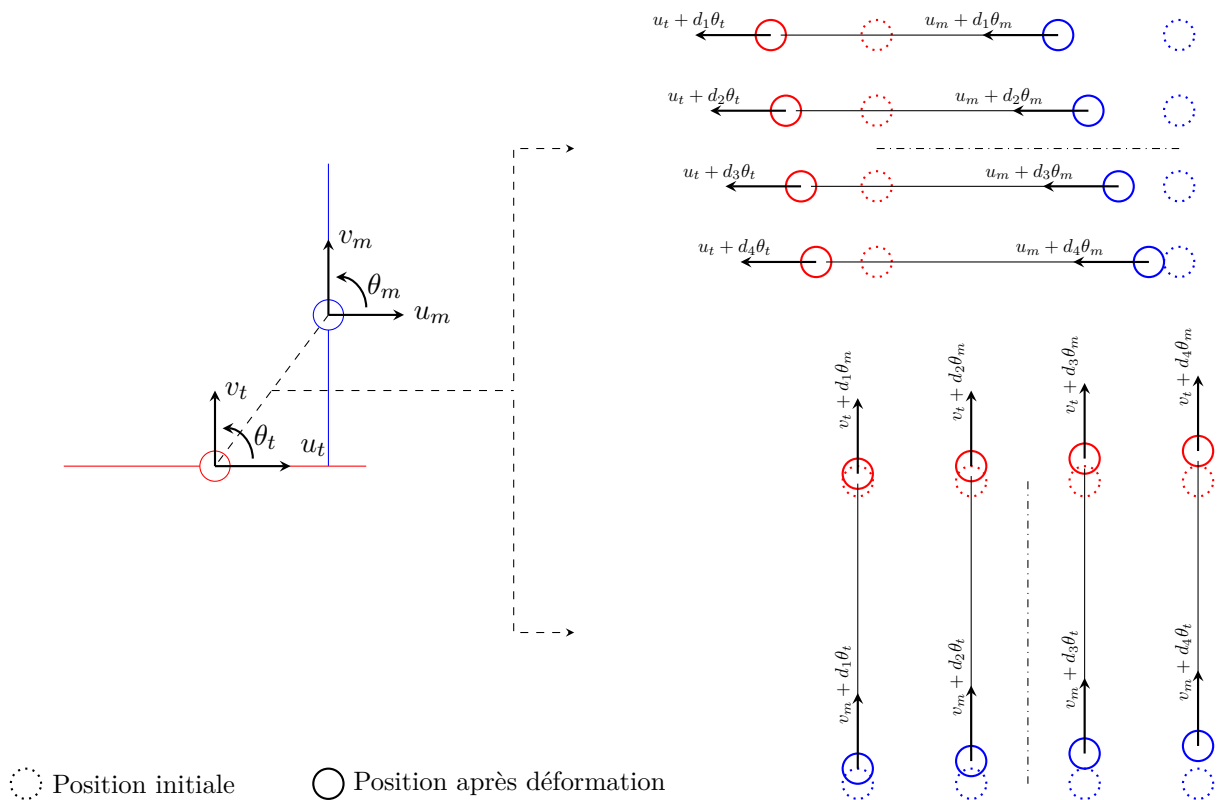 u_t + d_1θ_t
u_m + d_1θ_m
u_t + d_2θ_t
u_m + d_2θ_m
u_t + d_3θ_t
u_m + d_3θ_m
u_t + d_4θ_t
u_m + d_4θ_m
v_m
θ_m
u_m
v_t
θ_t
u_t
v_t + d_1θ_m
v_t + d_2θ_m
v_t + d_3θ_m
v_t + d_4θ_m
v_m + d_1θ_t
v_m + d_2θ_t
v_m + d_3θ_t
v_m + d_4θ_t
Position initiale
Position après déformation